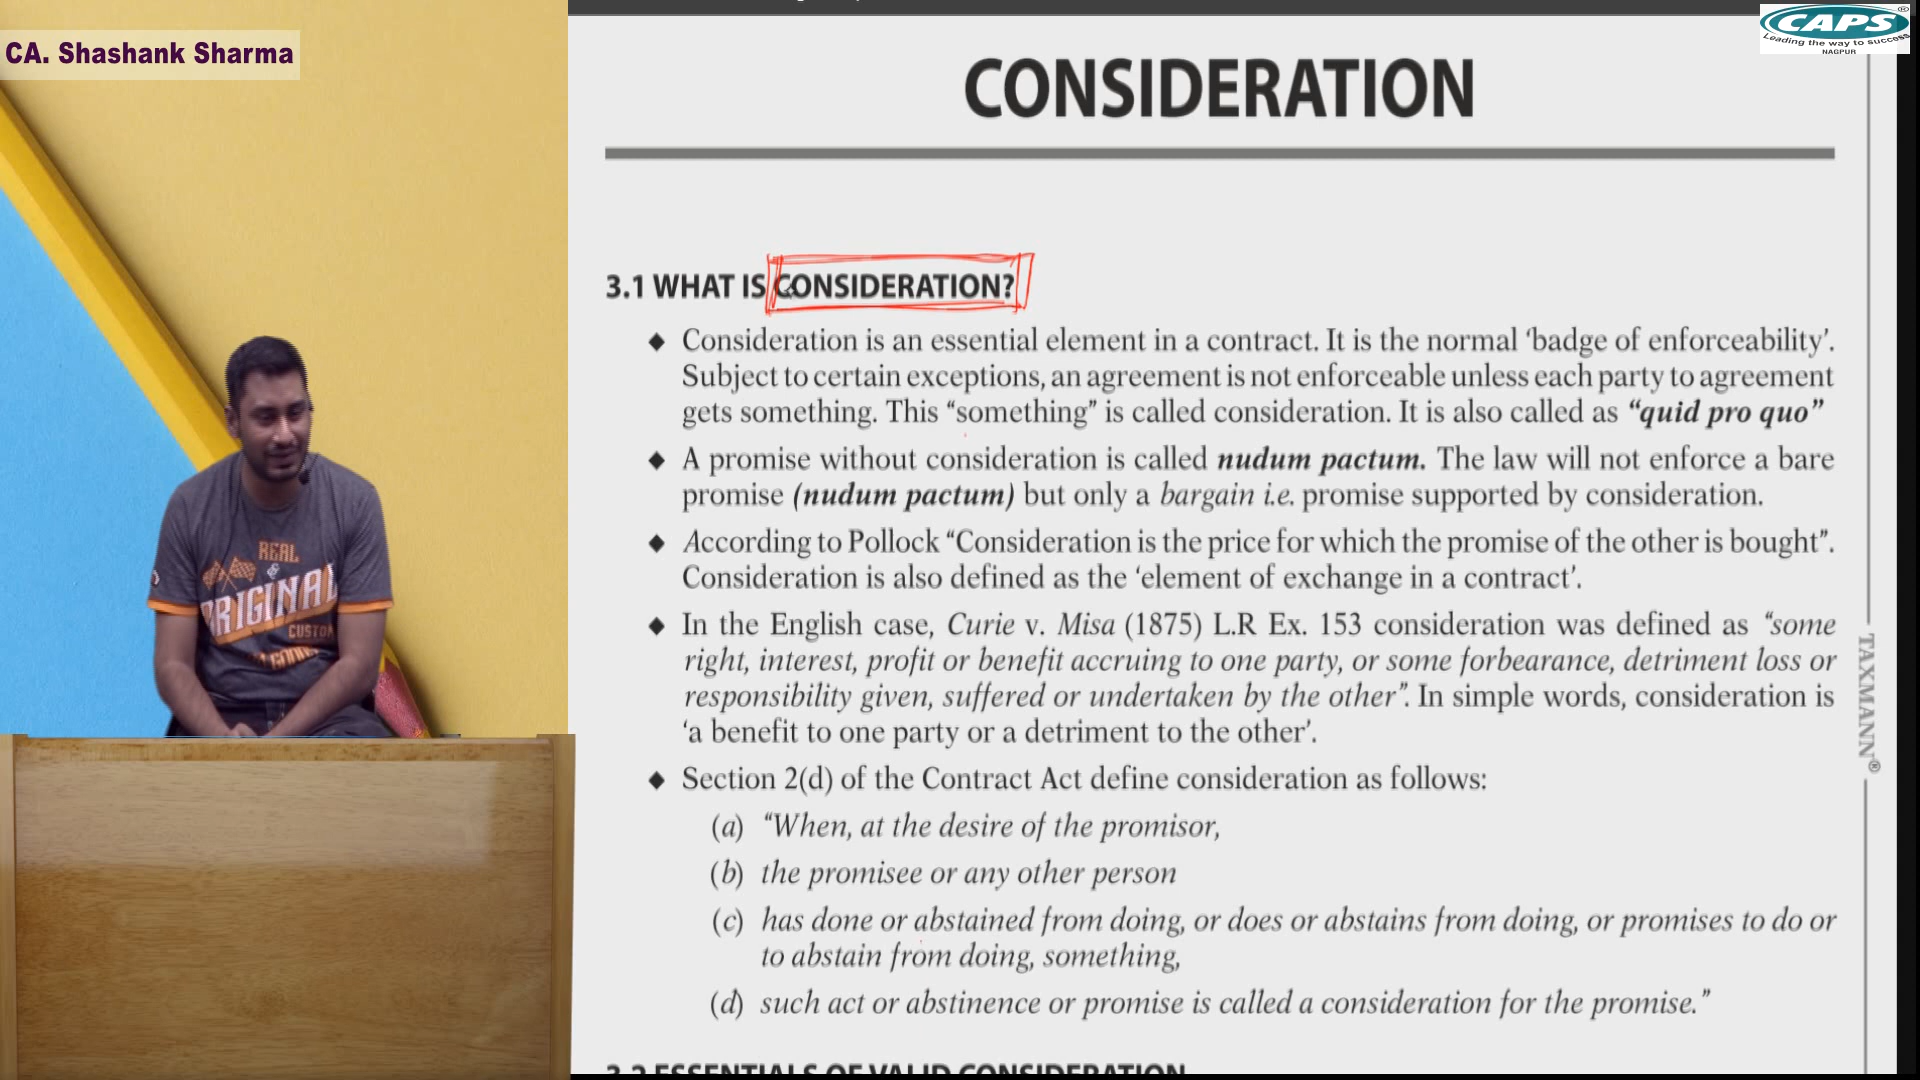 CA. Shashank Sharma
CAPS®
Leading the way to success
NAGPUR
CONSIDERATION
3.1 WHAT IS CONSIDERATION?
◆ Consideration is an essential element in a contract. It is the normal ‘badge of enforceability’.
Subject to certain exceptions, an agreement is not enforceable unless each party to agreement
gets something. This “something” is called consideration. It is also called as “quid pro quo”
◆ A promise without consideration is called nudum pactum. The law will not enforce a bare
promise (nudum pactum) but only a bargain i.e. promise supported by consideration.
◆ According to Pollock “Consideration is the price for which the promise of the other is bought”.
Consideration is also defined as the ‘element of exchange in a contract’.
◆ In the English case, Curie v. Misa (1875) L.R Ex. 153 consideration was defined as “some
right, interest, profit or benefit accruing to one party, or some forbearance, detriment loss or
responsibility given, suffered or undertaken by the other”. In simple words, consideration is
‘a benefit to one party or a detriment to the other’.
◆ Section 2(d) of the Contract Act define consideration as follows:
(a) “When, at the desire of the promisor,
(b) the promisee or any other person
(c) has done or abstained from doing, or does or abstains from doing, or promises to do or
to abstain from doing, something,
(d) such act or abstinence or promise is called a consideration for the promise.”
3.2 ESSENTIALS OF VALID CONSIDERATION
TAXMANN®
REAL
ORIGINAL
CUSTOM